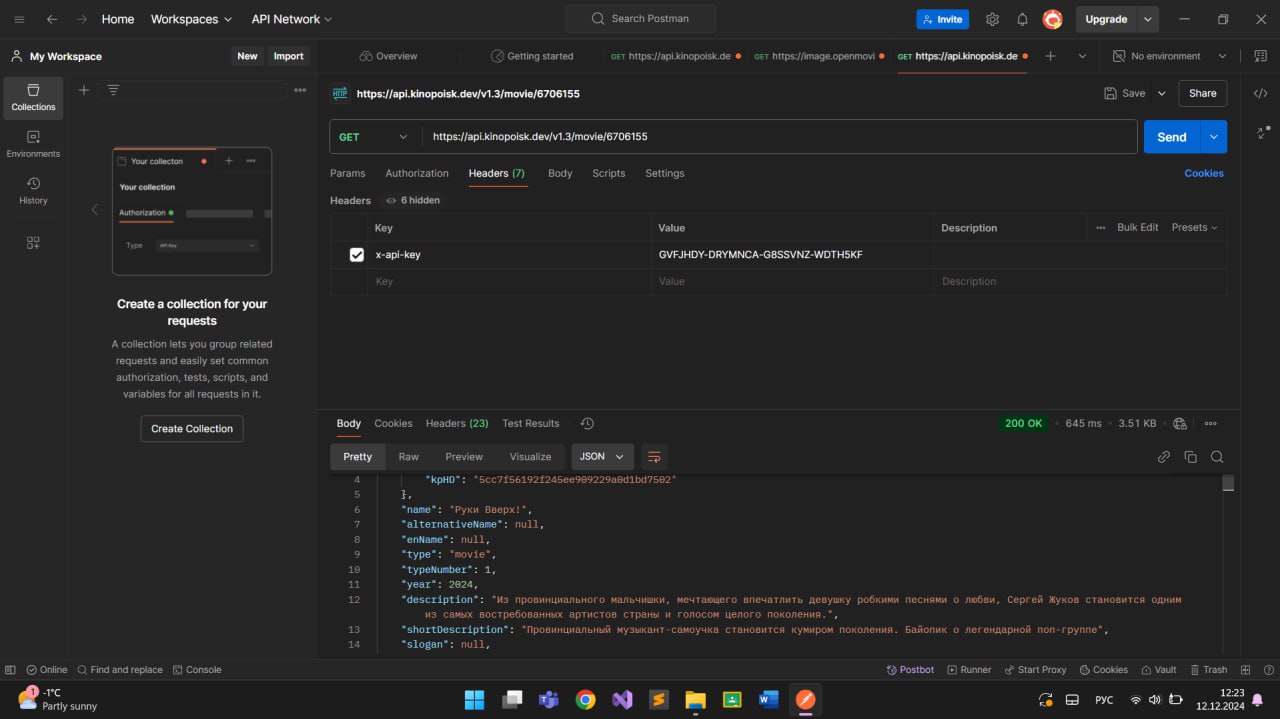 Home Workspaces API Network Search Postman Invite Upgrade
My Workspace New Import Overview Getting started GET https://api.kinopoisk.de GET https://image.openmovi GET https://api.kinopoisk.de No environment
Collections
Environments
History
Your collecton
Your collection
Authorization
Type API Key
Create a collection for your
requests
A collection lets you group related
requests and easily set common
authorization, tests, scripts, and
variables for all requests in it.
Create Collection
HTTP https://api.kinopoisk.dev/v1.3/movie/6706155 Save Share
GET https://api.kinopoisk.dev/v1.3/movie/6706155 Send
Params Authorization Headers (7) Body Scripts Settings Cookies
Headers 6 hidden
Key Value Description Bulk Edit Presets
x-api-key GVFJHDY-DRYMNCA-G8SSVNZ-WDTH5KF
Key Value Description
Body Cookies Headers (23) Test Results 200 OK 645 ms 3.51 KB
Pretty Raw Preview Visualize JSON
4 "kpHD": "5cc7f56192f245ee909229a0d1bd7502"
5 },
6 "name": "Руки Вверх!",
7 "alternativeName": null,
8 "enName": null,
9 "type": "movie",
10 "typeNumber": 1,
11 "year": 2024,
12 "description": "Из провинциального мальчишки, мечтающего впечатлить девушку робкими песнями о любви, Сергей Жуков становится одним
из самых востребованных артистов страны и голосом целого поколения.",
13 "shortDescription": "Провинциальный музыкант-самоучка становится кумиром поколения. Байопик о легендарной поп-группе",
14 "slogan": null,
Online Find and replace Console Postbot Runner Start Proxy Cookies Vault Trash
1 -1°C
Partly sunny
РУС
12:23
12.12.2024